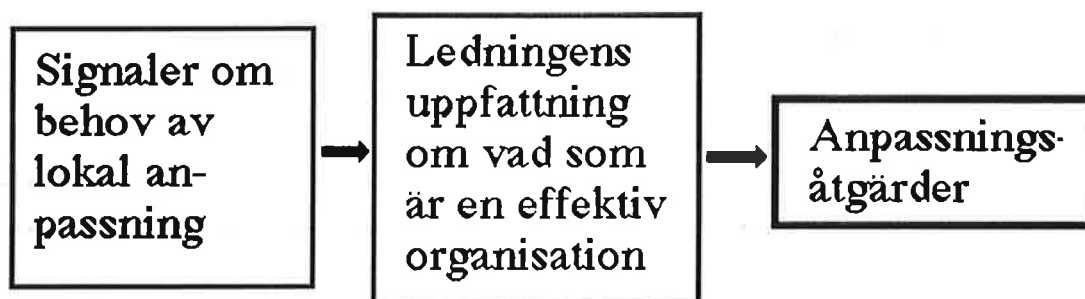 Signaler om
behov av
lokal an-
passning
Ledningens
uppfattning
om vad som
är en effektiv
organisation
Anpassnings-
åtgärder